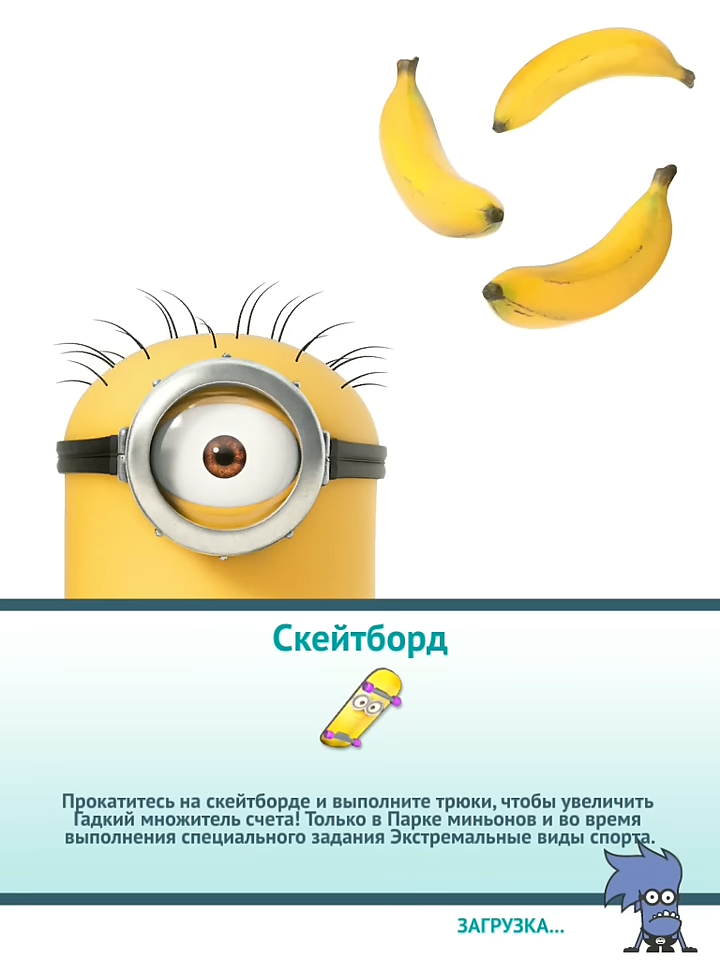 Скейтборд
Прокатитесь на скейтборде и выполните трюки, чтобы увеличить
Гадкий множитель счета! Только в Парке миньонов и во время
выполнения специального задания Экстремальные виды спорта.
ЗАГРУЗКА...